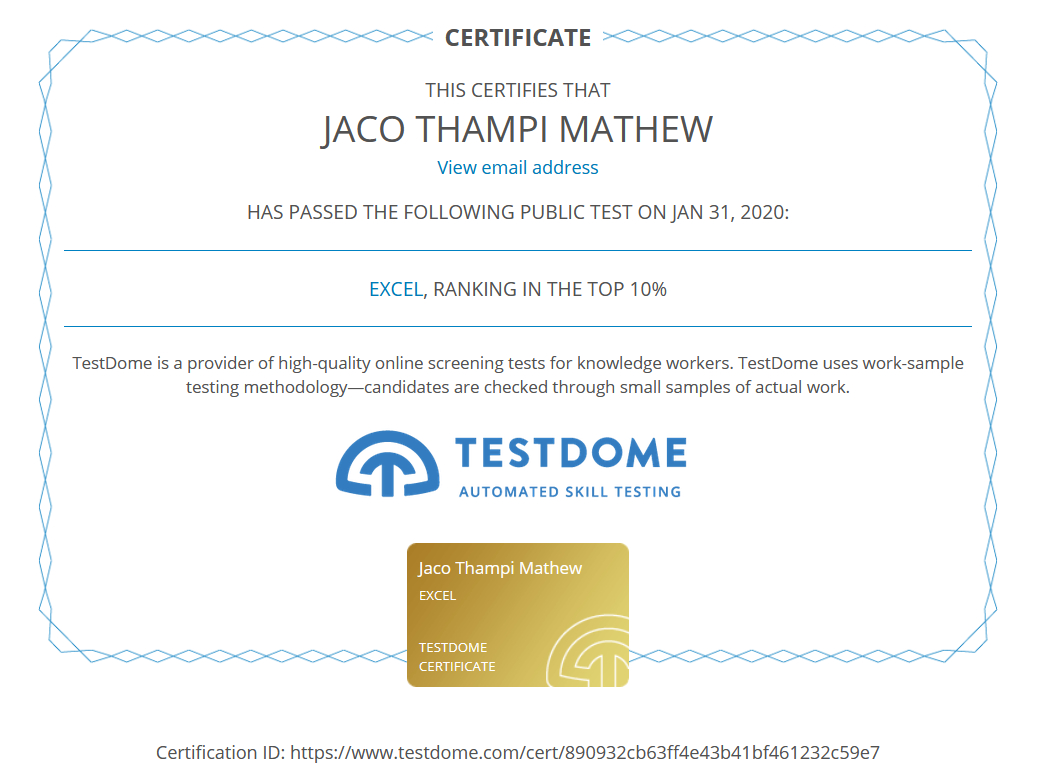 CERTIFICATE
THIS CERTIFIES THAT
JACO THAMPI MATHEW
View email address
HAS PASSED THE FOLLOWING PUBLIC TEST ON JAN 31, 2020:
EXCEL, RANKING IN THE TOP 10%
TestDome is a provider of high-quality online screening tests for knowledge workers. TestDome uses work-sample
testing methodology—candidates are checked through small samples of actual work.
TESTDOME
AUTOMATED SKILL TESTING
Jaco Thampi Mathew
EXCEL
TESTDOME
CERTIFICATE
Certification ID: https://www.testdome.com/cert/890932cb63ff4e43b41bf461232c59e7